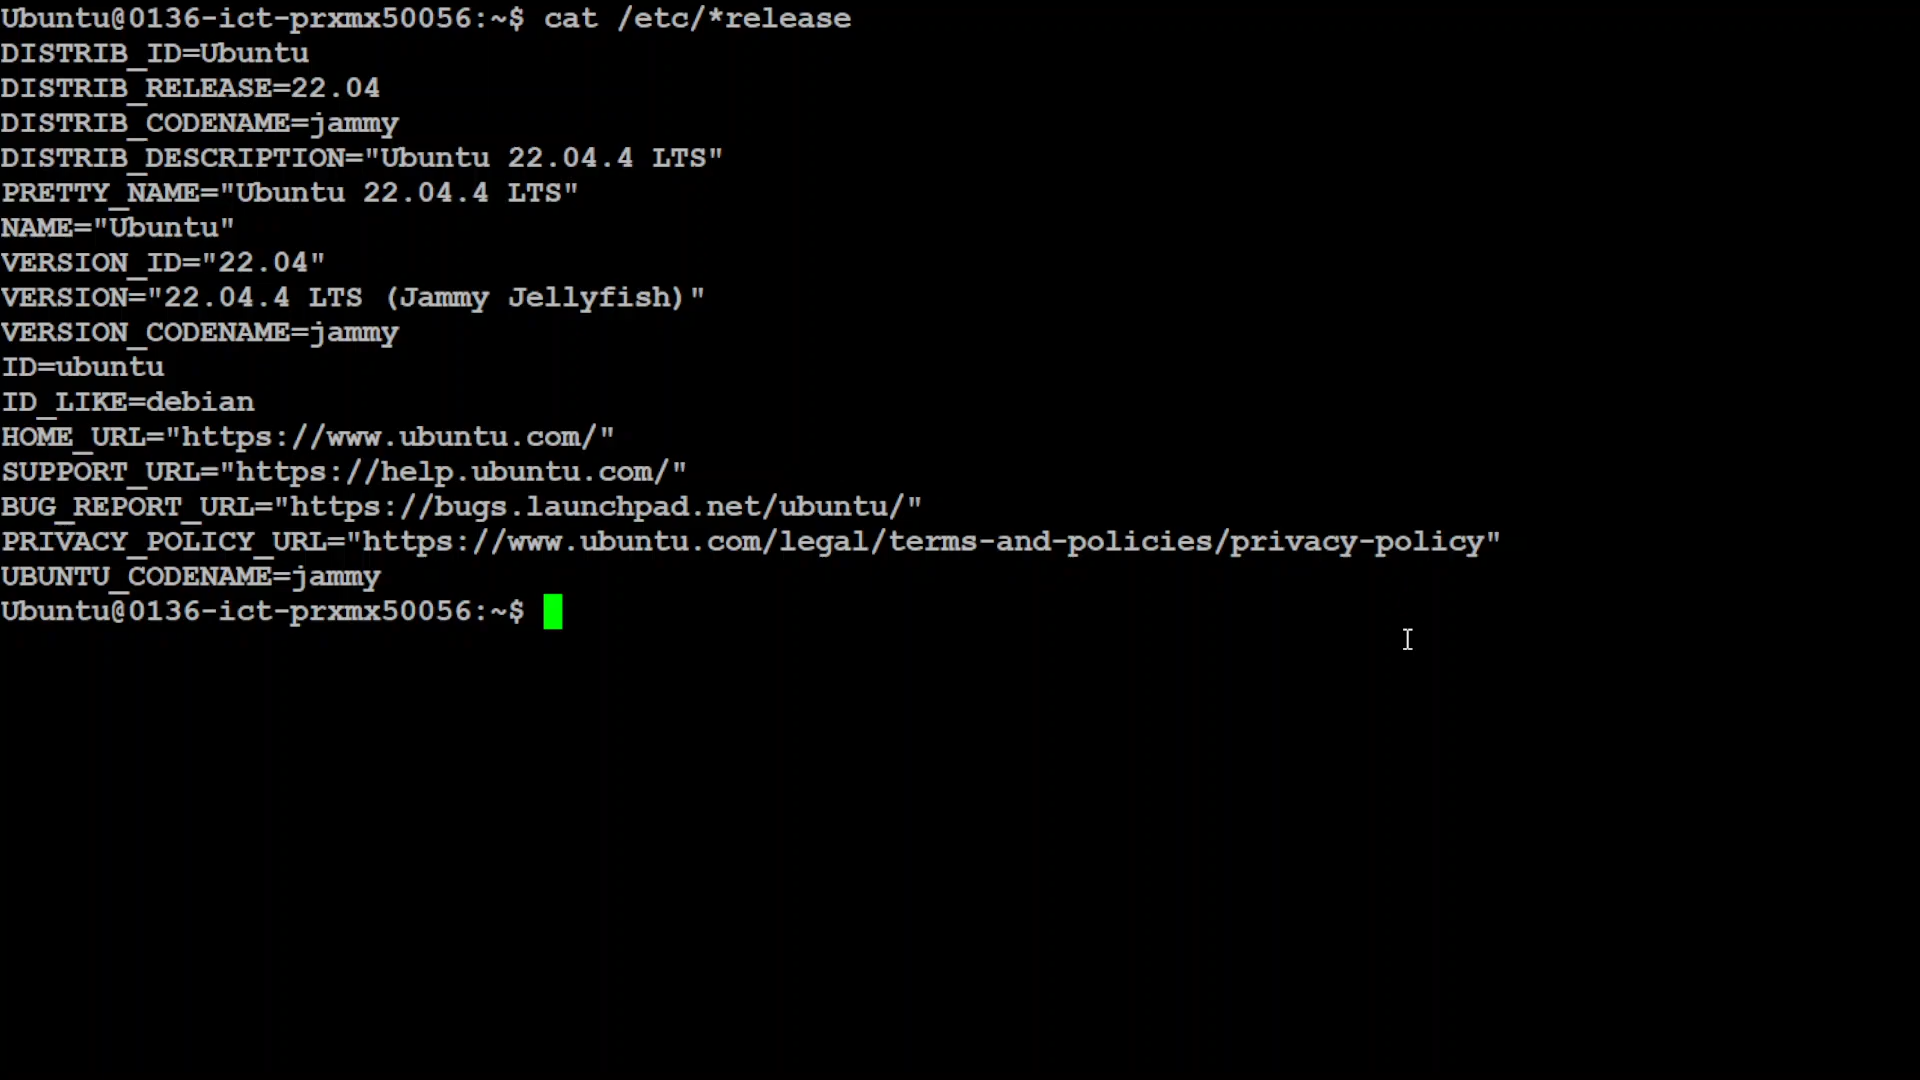 Ubuntu@0136-ict-prxmx50056:~$ cat /etc/*release
DISTRIB_ID=Ubuntu
DISTRIB_RELEASE=22.04
DISTRIB_CODENAME=jammy
DISTRIB_DESCRIPTION="Ubuntu 22.04.4 LTS"
PRETTY_NAME="Ubuntu 22.04.4 LTS"
NAME="Ubuntu"
VERSION_ID="22.04"
VERSION="22.04.4 LTS (Jammy Jellyfish)"
VERSION_CODENAME=jammy
ID=ubuntu
ID_LIKE=debian
HOME_URL="https://www.ubuntu.com/"
SUPPORT_URL="https://help.ubuntu.com/"
BUG_REPORT_URL="https://bugs.launchpad.net/ubuntu/"
PRIVACY_POLICY_URL="https://www.ubuntu.com/legal/terms-and-policies/privacy-policy"
UBUNTU_CODENAME=jammy
Ubuntu@0136-ict-prxmx50056:~$